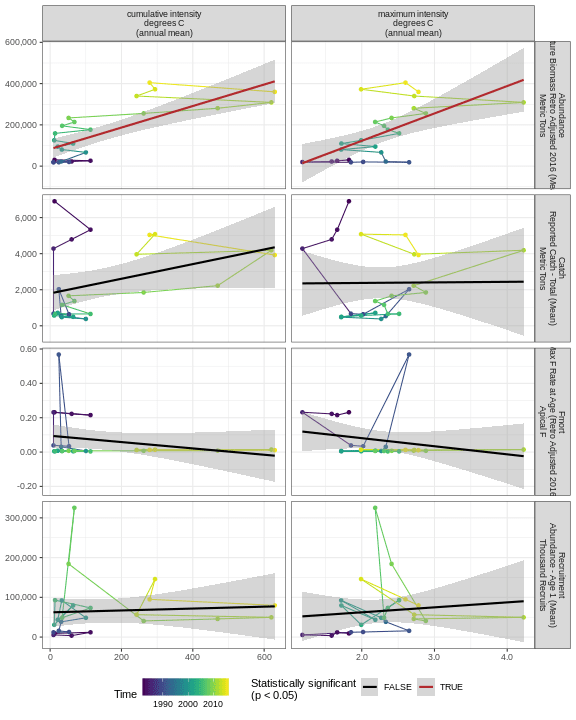 cumulative intensity
degrees C
(annual mean)
maximum intensity
degrees C
(annual mean)
600,000
400,000
200,000
0
Abundance
Biomass Retro Adjusted 2016
Metric Tons
6,000
4,000
2,000
0
Catch
Reported Catch - Total (Mean)
Metric Tons
0.60
0.40
0.20
0.00
-0.20
Fmort
F Rate at Age (Retro Adjusted 2016
Apical F
300,000
200,000
100,000
0
Recruitment
Abundance - Age 1 (Mean)
Thousand Recruits
0
200
400
600
2.0
3.0
4.0
Time
1990 2000 2010
Statistically significant
(p < 0.05)
FALSE
TRUE